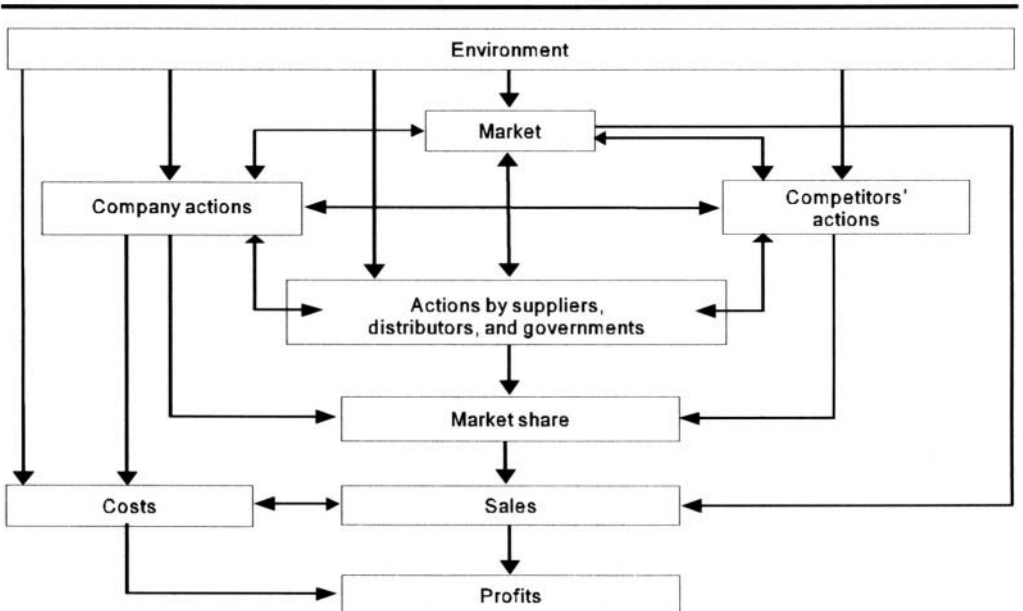 Environment
Market
Company actions
Competitors'
actions
Actions by suppliers,
distributors, and governments
Market share
Costs
Sales
Profits